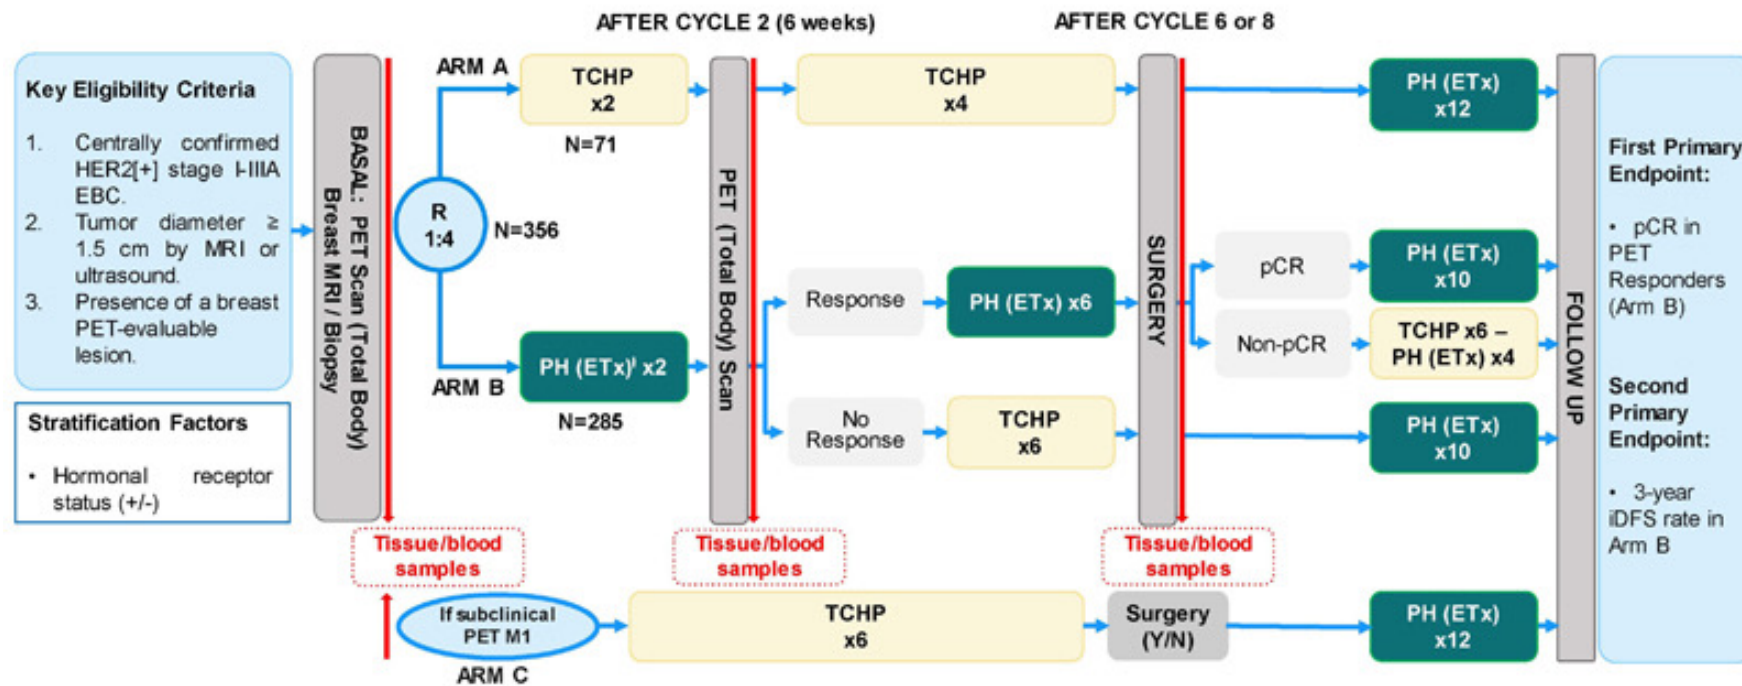 AFTER CYCLE 2 (6 weeks)
AFTER CYCLE 6 or 8
Key Eligibility Criteria
1. Centrally confirmed
HER2[+] stage I-IIIA
EBC.
2. Tumor diameter ≥
1.5 cm by MRI or
ultrasound.
3. Presence of a breast
PET-evaluable
lesion.
Stratification Factors
• Hormonal receptor
status (+/-)
BASAL: PET Scan (Total Body)
Breast MRI / Biopsy
R
1:4
N=356
ARM A
TCHP
x2
N=71
ARM B
PH (ETx)ᴵ x2
N=285
PET (Total Body) Scan
TCHP
x4
Response
PH (ETx) x6
No
Response
TCHP
x6
SURGERY
PH (ETx)
x12
pCR
PH (ETx)
x10
Non-pCR
TCHP x6 –
PH (ETx) x4
PH (ETx)
x10
FOLLOW UP
First Primary
Endpoint:
• pCR in
PET
Responders
(Arm B)
Second
Primary
Endpoint:
• 3-year
iDFS rate in
Arm B
Tissue/blood
samples
Tissue/blood
samples
Tissue/blood
samples
If subclinical
PET M1
ARM C
TCHP
x6
Surgery
(Y/N)
PH (ETx)
x12